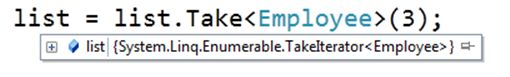 list = list.Take<Employee>(3);
list {System.Linq.Enumerable.TakeIterator<Employee>}